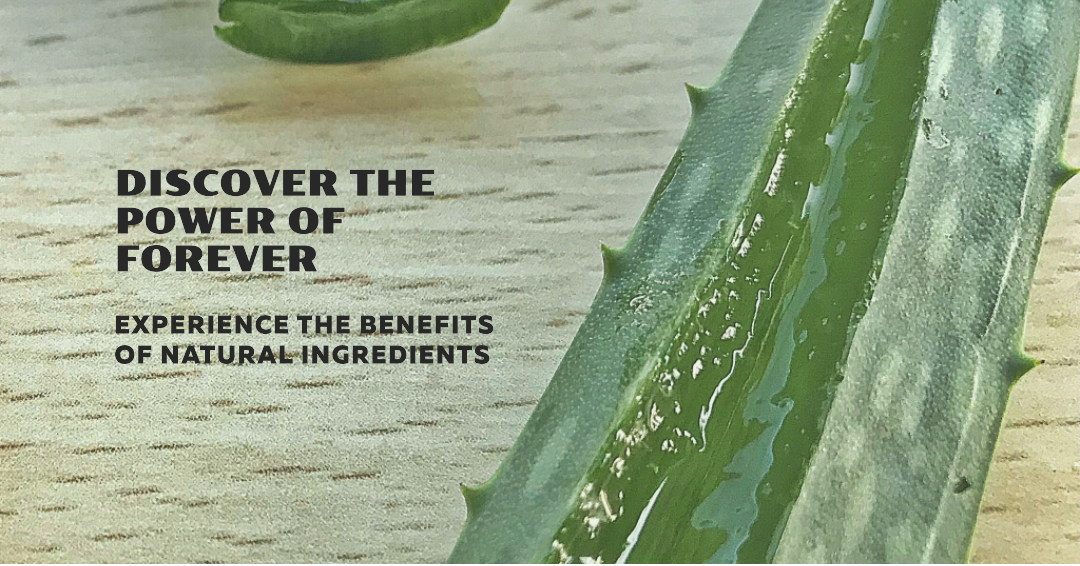 DISCOVER THE
POWER OF
FOREVER
EXPERIENCE THE BENEFITS
OF NATURAL INGREDIENTS